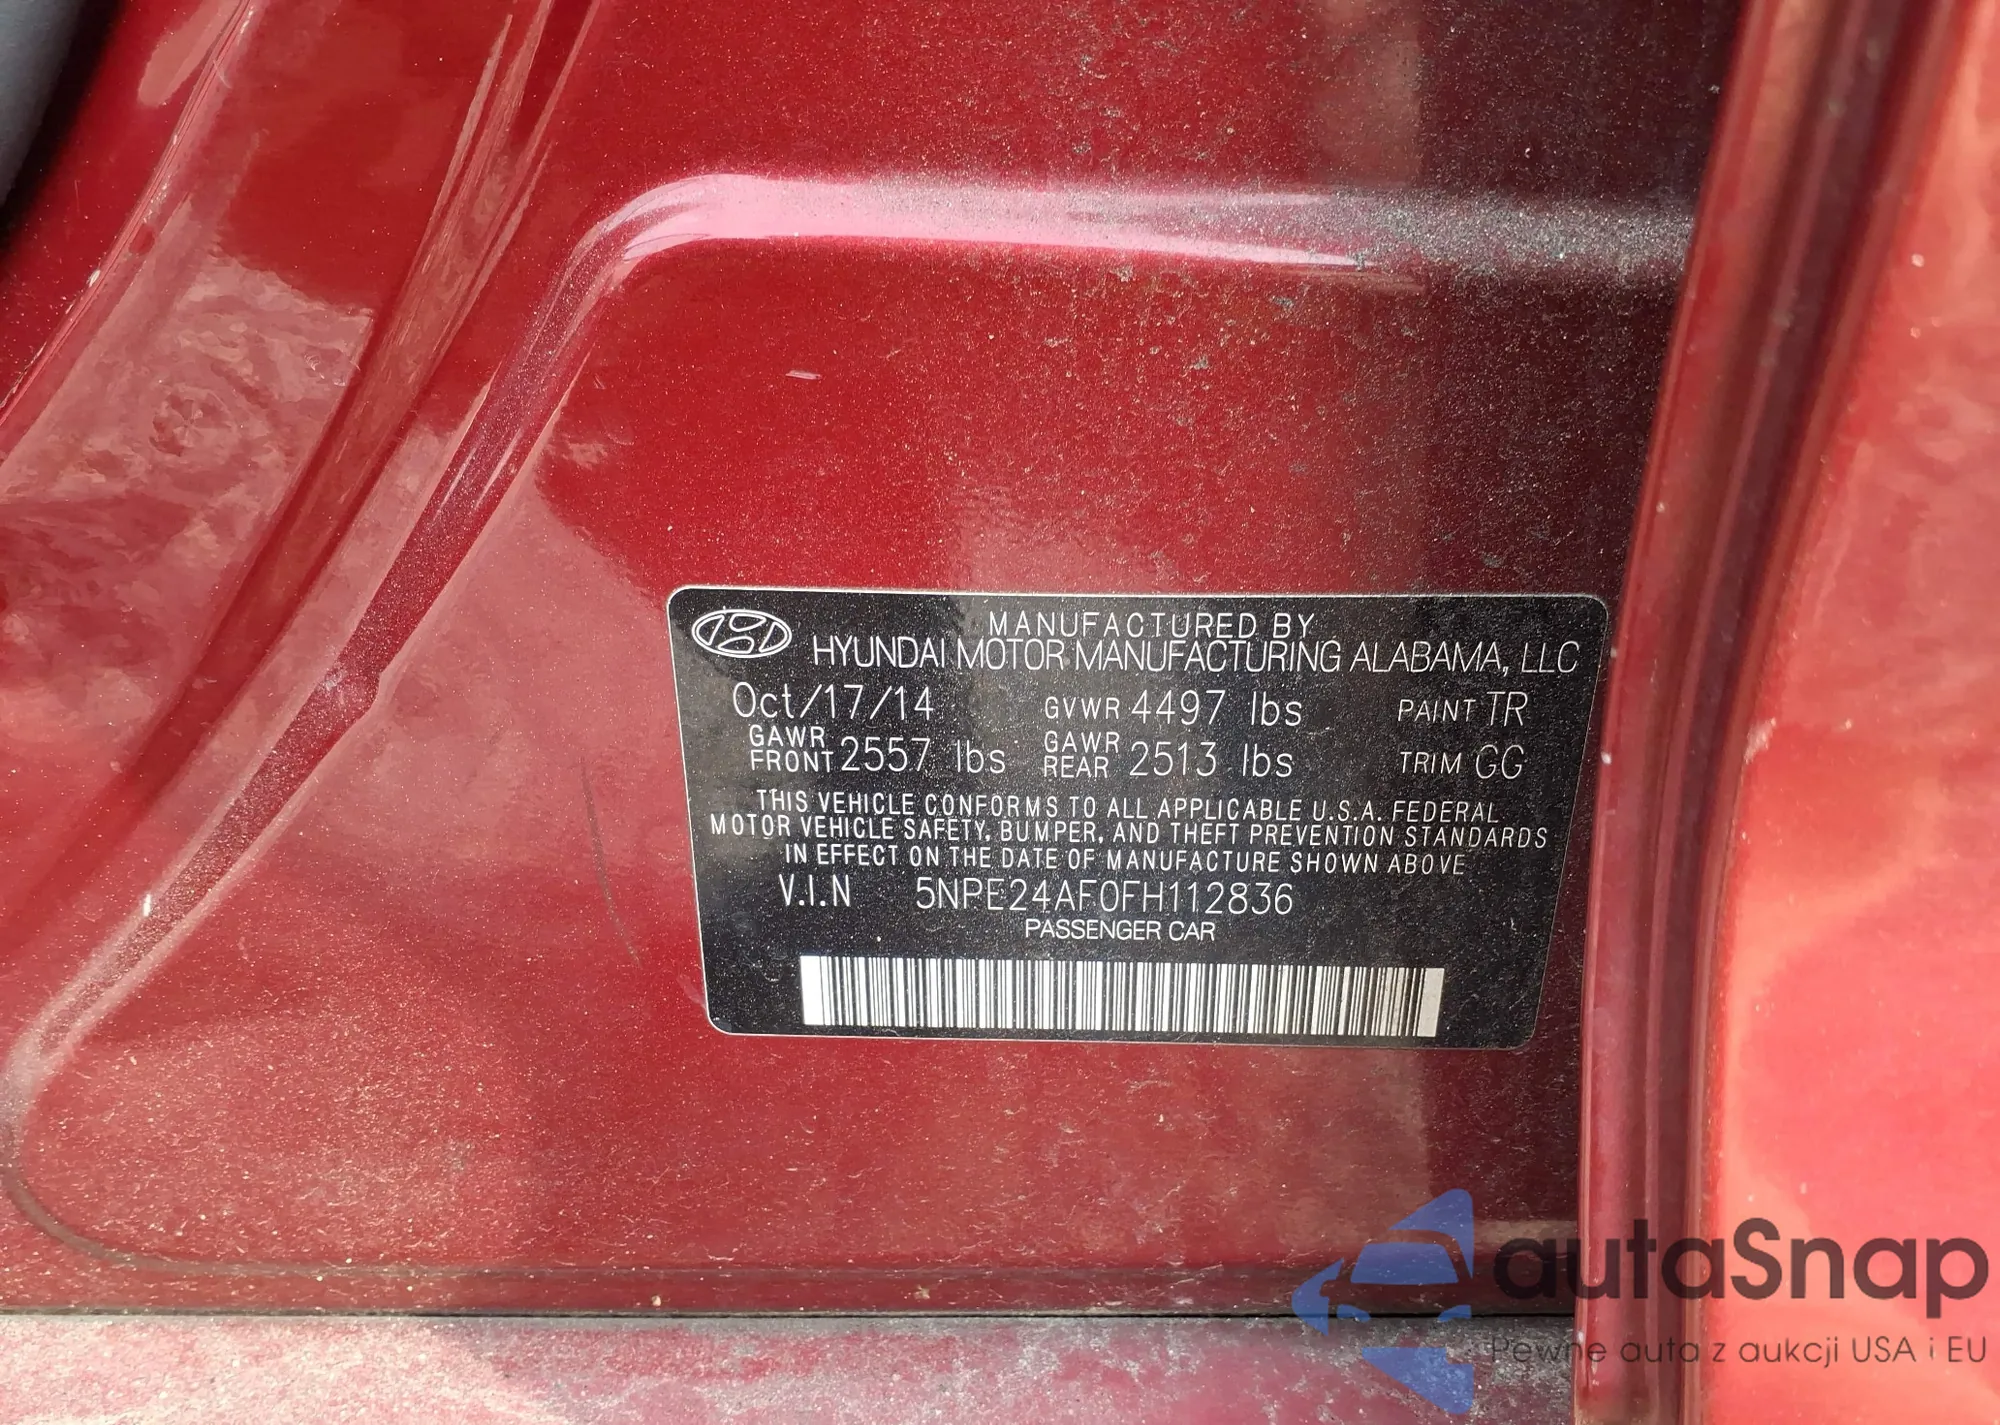 MANUFACTURED BY
HYUNDAI MOTOR MANUFACTURING ALABAMA, LLC
Oct/17/14 GVWR 4497 lbs PAINT TR
GAWR FRONT 2557 lbs GAWR REAR 2513 lbs TRIM GG
THIS VEHICLE CONFORMS TO ALL APPLICABLE U.S.A. FEDERAL
MOTOR VEHICLE SAFETY, BUMPER, AND THEFT PREVENTION STANDARDS
IN EFFECT ON THE DATE OF MANUFACTURE SHOWN ABOVE
V.I.N 5NPE24AF0FH112836
PASSENGER CAR
autaSnap
Pewne auta z aukcji USA i EU